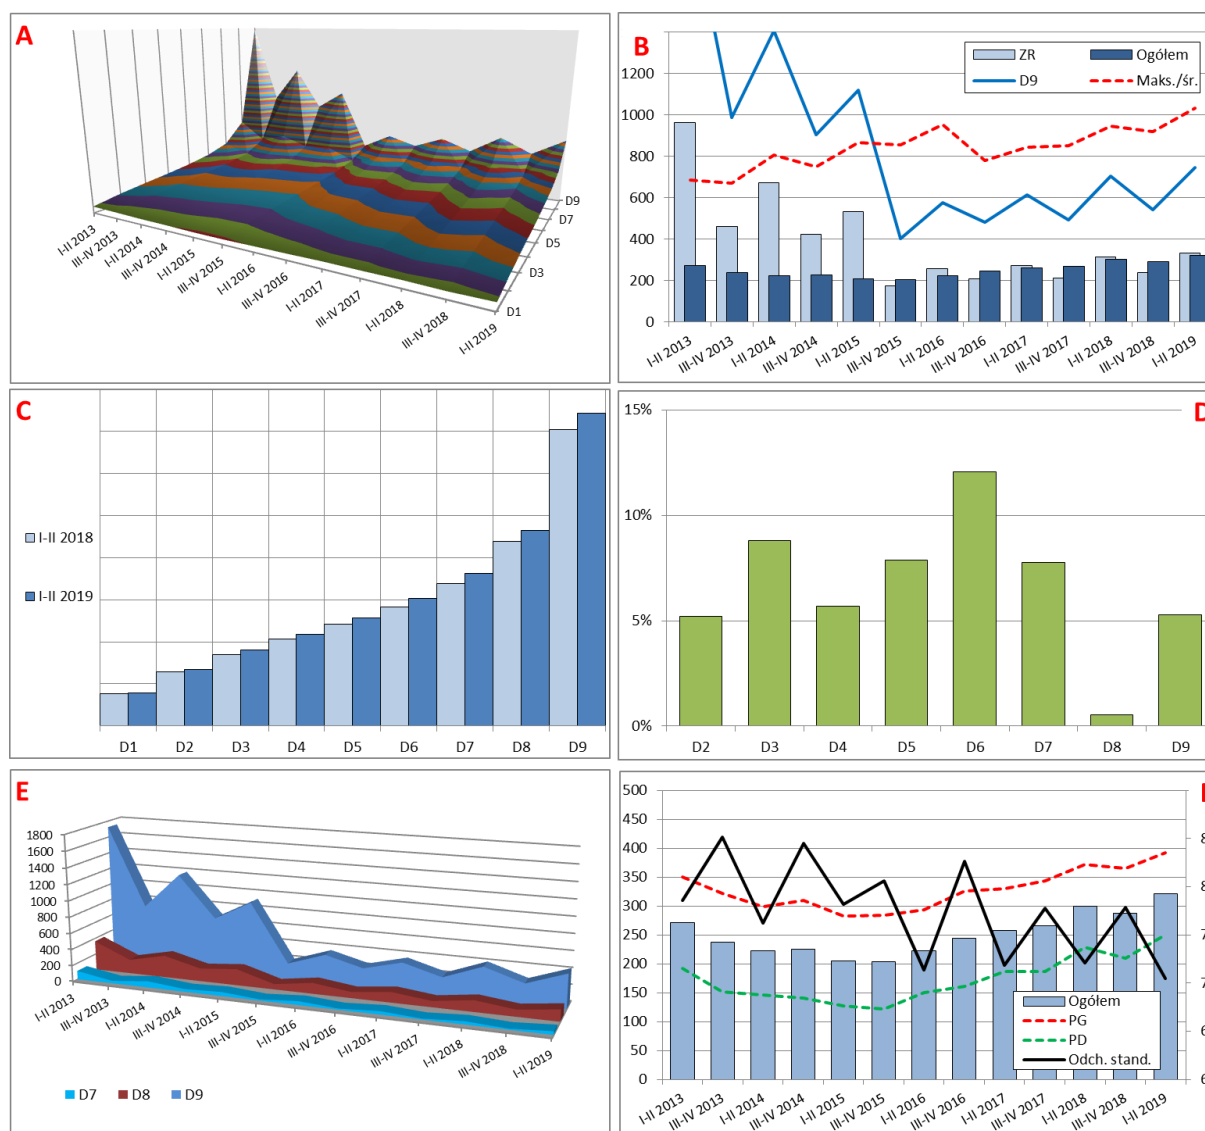 A
I-II 2013
III-IV 2013
I-II 2014
III-IV 2014
I-II 2015
III-IV 2015
I-II 2016
III-IV 2016
I-II 2017
III-IV 2017
I-II 2018
III-IV 2018
I-II 2019
D9
D7
D5
D3
D1
B
ZR
Ogółem
D9
Maks./śr.
1200
1000
800
600
400
200
0
I-II 2013
III-IV 2013
I-II 2014
III-IV 2014
I-II 2015
III-IV 2015
I-II 2016
III-IV 2016
I-II 2017
III-IV 2017
I-II 2018
III-IV 2018
I-II 2019
C
I-II 2018
I-II 2019
D1
D2
D3
D4
D5
D6
D7
D8
D9
D
15%
10%
5%
0%
D2
D3
D4
D5
D6
D7
D8
D9
E
1800
1600
1400
1200
1000
800
600
400
200
0
I-II 2013
III-IV 2013
I-II 2014
III-IV 2014
I-II 2015
III-IV 2015
I-II 2016
III-IV 2016
I-II 2017
III-IV 2017
I-II 2018
III-IV 2018
I-II 2019
D7
D8
D9
500
450
400
350
300
250
200
150
100
50
0
8
8
7
7
6
6
Ogółem
PG
PD
Odch. stand.
I-II 2013
III-IV 2013
I-II 2014
III-IV 2014
I-II 2015
III-IV 2015
I-II 2016
III-IV 2016
I-II 2017
III-IV 2017
I-II 2018
III-IV 2018
I-II 2019